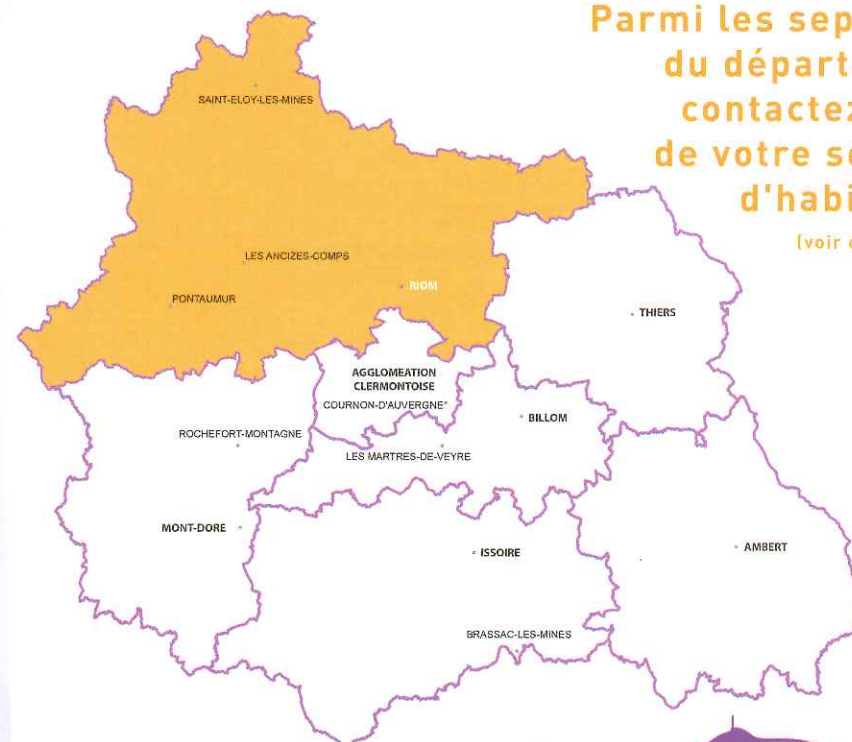 Parmi les sep
du départ
contactez
de votre se
d'habi
(voir c
SAINT-ELOY-LES-MINES
LES ANCIZES-COMPS
RIOM
PONTAUMUR
THIERS
AGGLOMEATION
CLERMONTOISE
COURNON-D'AUVERGNE
BILLOM
ROCHEFORT-MONTAGNE
LES MARTRES-DE-VEYRE
MONT-DORE
ISSOIRE
AMBERT
BRASSAC-LES-MINES